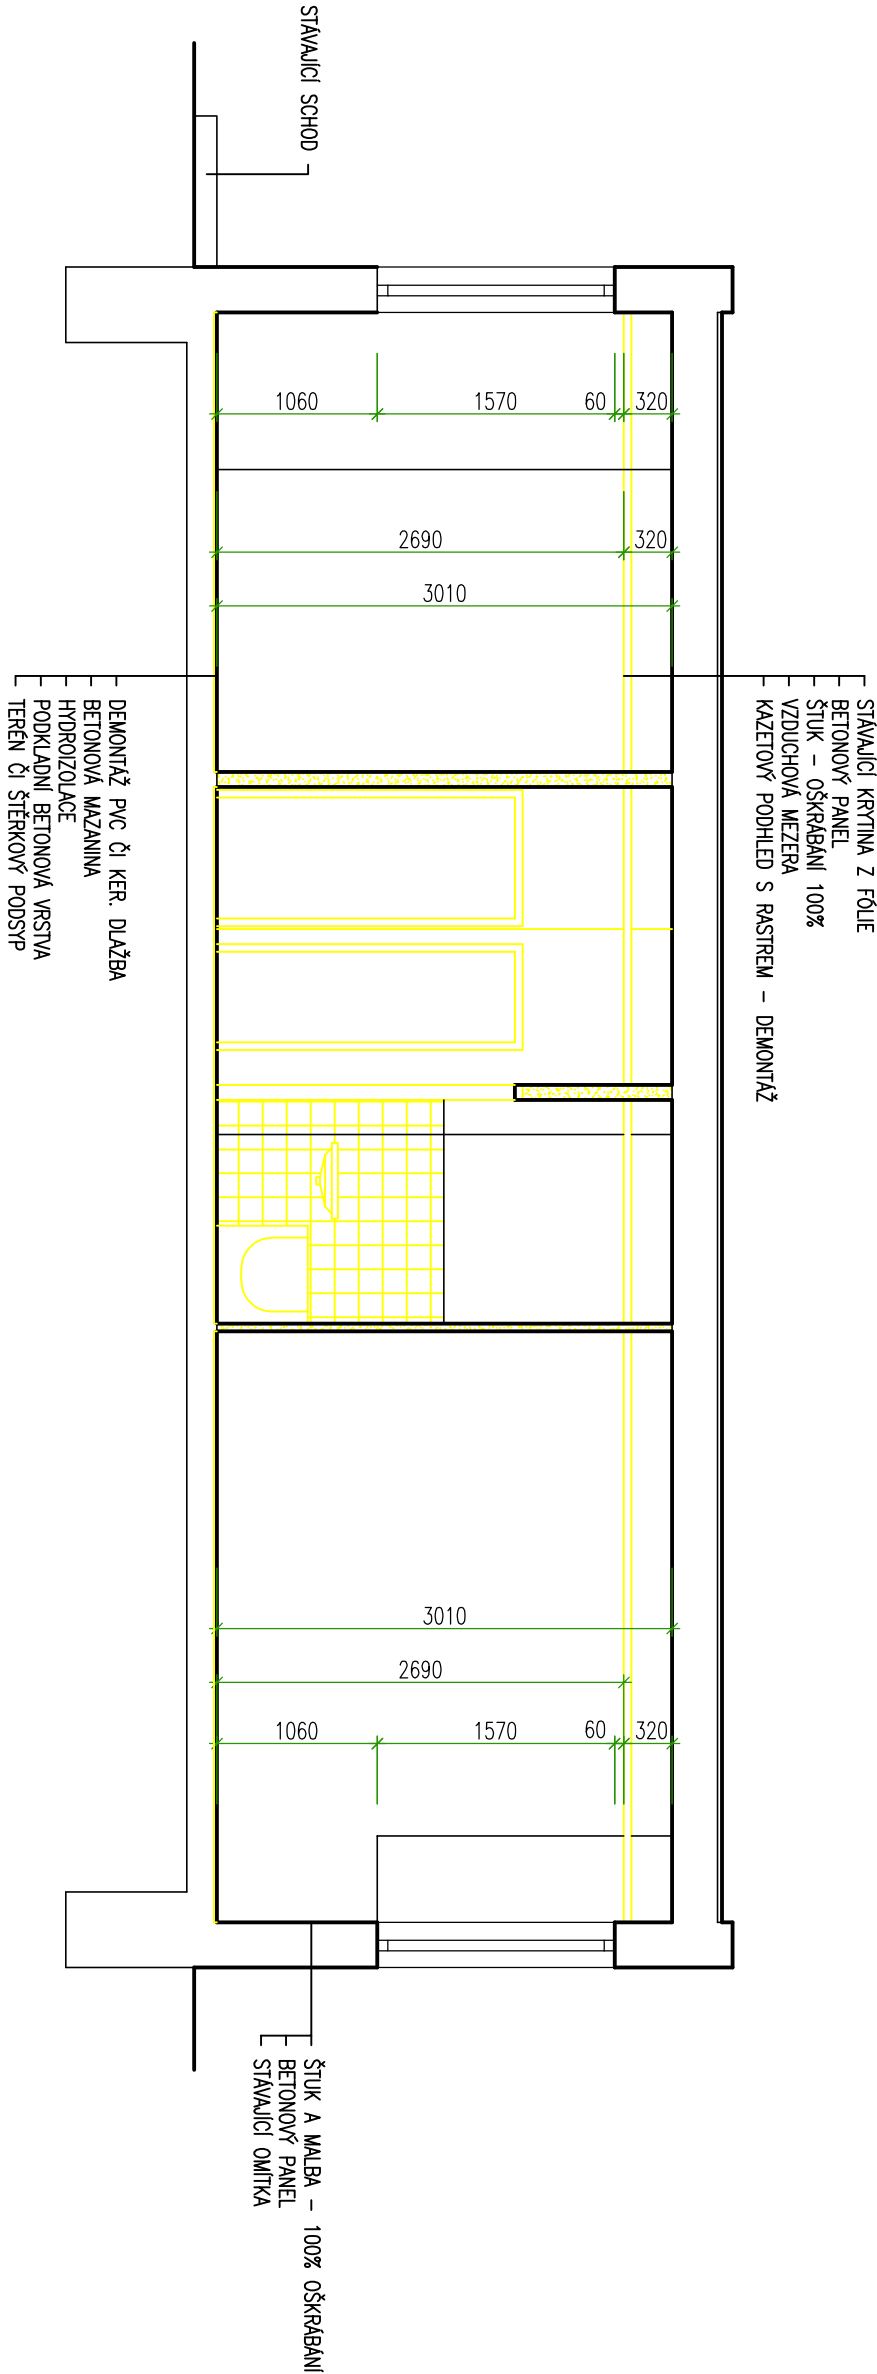 STÁVAJÍCÍ SCHOD
1060
1570
60
320
2690
320
3010
STÁVAJÍCÍ KRYTINA Z FÓLIE
BETONOVÝ PANEL
ŠTUK – OŠKRÁBÁNÍ 100%
VZDUCHOVÁ MEZERA
KAZETOVÝ PODHLED S RASTREM – DEMONTÁŽ
DEMONTÁŽ PVC ČI KER. DLAŽBA
BETONOVÁ MAZANINA
HYDROIZOLACE
PODKLADNÍ BETONOVÁ VRSTVA
TERÉN ČI ŠTĚRKOVÝ PODSYP
3010
2690
1060
1570
60
320
ŠTUK A MALBA – 100% OŠKRÁBÁNÍ
BETONOVÝ PANEL
STÁVAJÍCÍ OMÍTKA